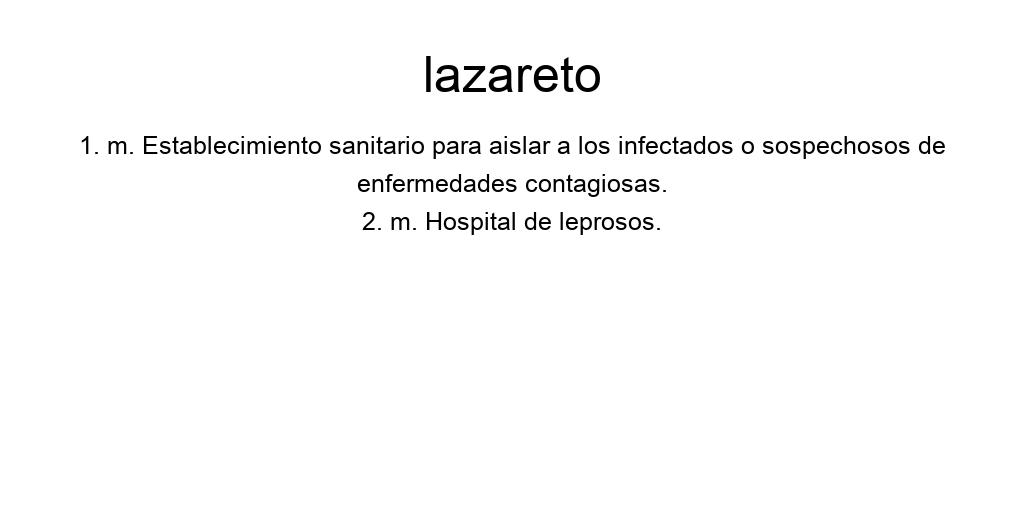 lazareto
1. m. Establecimiento sanitario para aislar a los infectados o sospechosos de
enfermedades contagiosas.
2. m. Hospital de leprosos.